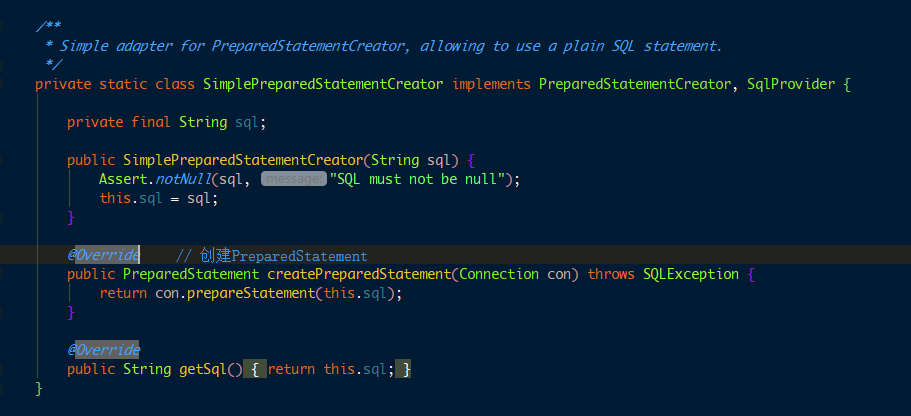 /**
 * Simple adapter for PreparedStatementCreator, allowing to use a plain SQL statement.
 */
private static class SimplePreparedStatementCreator implements PreparedStatementCreator, SqlProvider {
private final String sql;
public SimplePreparedStatementCreator(String sql) {
Assert.notNull(sql, message: "SQL must not be null");
this.sql = sql;
}
@Override // 创建PreparedStatement
public PreparedStatement createPreparedStatement(Connection con) throws SQLException {
return con.prepareStatement(this.sql);
}
@Override
public String getSql() { return this.sql; }
}